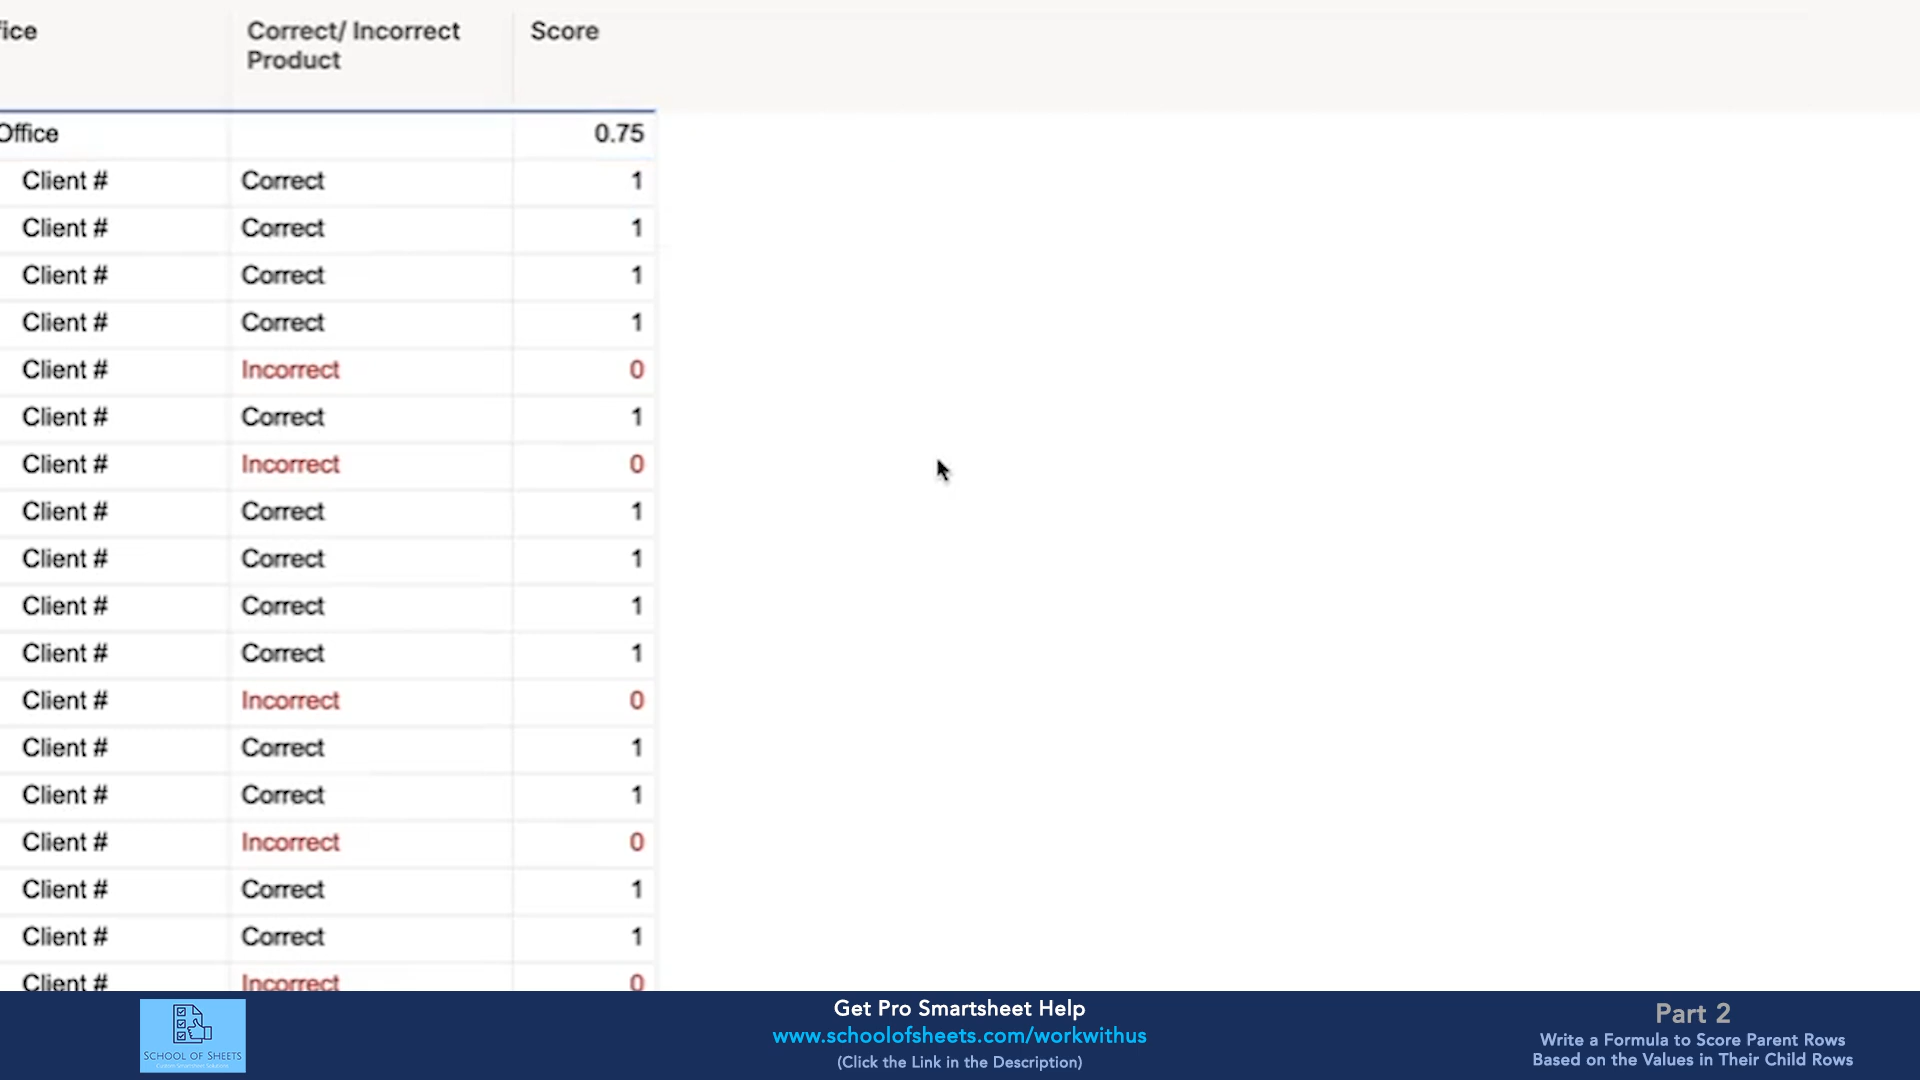 fice Correct/ Incorrect Score
Product
Office 0.75
Client # Correct 1
Client # Correct 1
Client # Correct 1
Client # Correct 1
Client # Incorrect 0
Client # Correct 1
Client # Incorrect 0
Client # Correct 1
Client # Correct 1
Client # Correct 1
Client # Correct 1
Client # Incorrect 0
Client # Correct 1
Client # Correct 1
Client # Incorrect 0
Client # Correct 1
Client # Correct 1
Client # Incorrect 0
SCHOOL OF SHEETS
Get Pro Smartsheet Help
www.schoolofsheets.com/workwithus
(Click the Link in the Description)
Part 2
Write a Formula to Score Parent Rows
Based on the Values in Their Child Rows